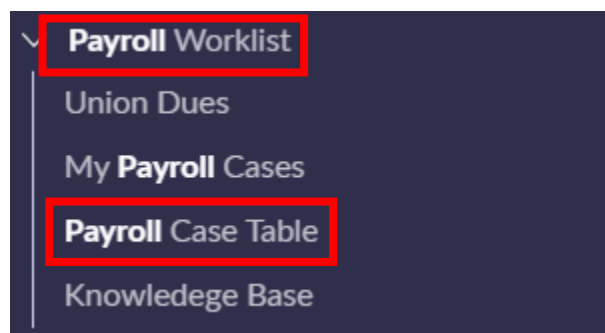 Payroll Worklist
Union Dues
My Payroll Cases
Payroll Case Table
Knowledege Base